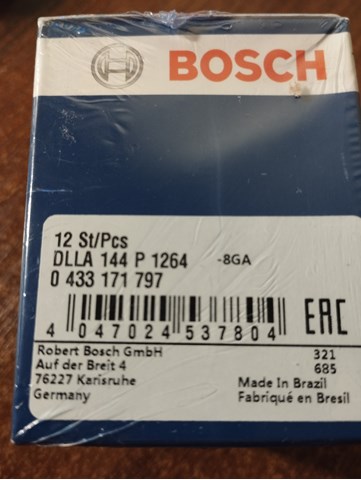 BOSCH
12 St/Pcs
DLLA 144 P 1264 -8GA
0 433 171 797
4 047024 537804 EAC
Robert Bosch GmbH 321
Auf der Breit 4 685
76227 Karlsruhe Made In Brazil
Germany Fabriqué en Bresil